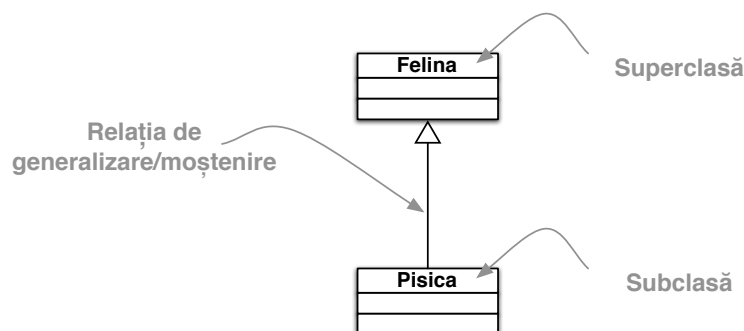 Felina
Superclasă
Relația de
generalizare/moștenire
Pisica
Subclasă